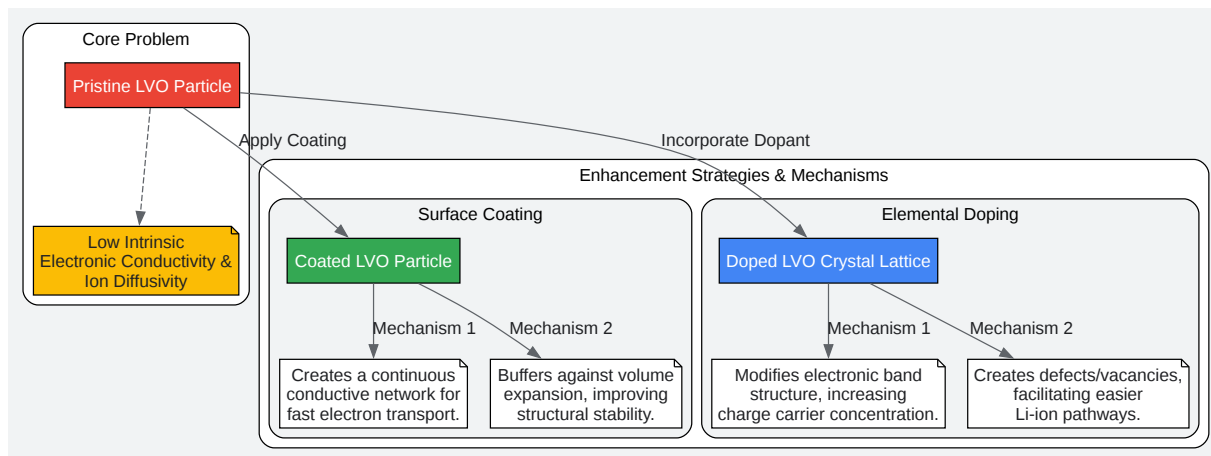 Core Problem
Pristine LVO Particle
Apply Coating
Incorporate Dopant
Enhancement Strategies & Mechanisms
Low Intrinsic
Electronic Conductivity &
Ion Diffusivity
Surface Coating
Coated LVO Particle
Mechanism 1
Mechanism 2
Creates a continuous
conductive network for
fast electron transport.
Buffers against volume
expansion, improving
structural stability.
Elemental Doping
Doped LVO Crystal Lattice
Mechanism 1
Mechanism 2
Modifies electronic band
structure, increasing
charge carrier concentration.
Creates defects/vacancies,
facilitating easier
Li-ion pathways.